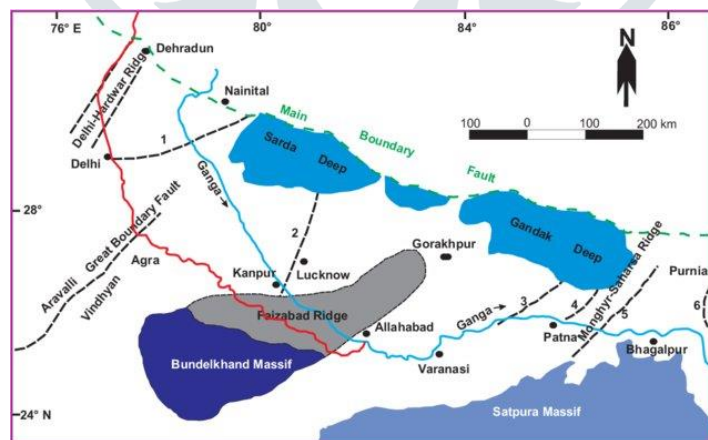 76° E
80
84
86
Dehradun
N
Delhi-Hardwar Ridge
Nainital
Main
Boundary
Fault
100 0 100 200 km
1
Sarda
Deep
Delhi
Ganga
28
Great Boundary Fault
2
Gandak
Deep
Gorakhpur
Agra
Kanpur
Lucknow
Monghyr-Saharsa Ridge
Aravalli
Vindhyan
Purnia
Faizabad Ridge
Ganga
3
4
5
6
Allahabad
Patna
Bhagalpur
Bundelkhand Massif
Varanasi
24° N
Satpura Massif